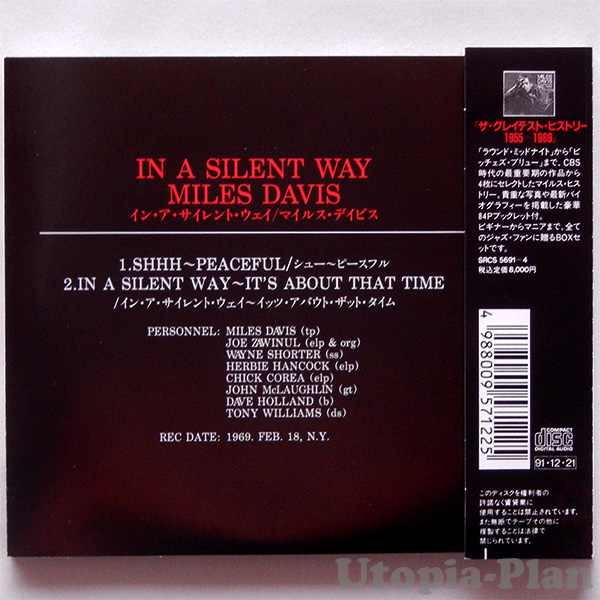 IN A SILENT WAY
MILES DAVIS
イン・ア・サイレント・ウェイ/マイルス・デイビス
1.SHHH〜PEACEFUL/シュー〜ピースフル
2.IN A SILENT WAY〜IT'S ABOUT THAT TIME
/イン・ア・サイレント・ウェイ〜イッツ・アバウト・ザット・タイム
PERSONNEL: MILES DAVIS (tp)
JOE ZAWINUL (elp & org)
WAYNE SHORTER (ss)
HERBIE HANCOCK (elp)
CHICK COREA (elp)
JOHN McLAUGHLIN (gt)
DAVE HOLLAND (b)
TONY WILLIAMS (ds)
REC DATE: 1969. FEB. 18, N.Y.
「ザ・グレイテスト・ヒストリー
1955-1969」
「ラウンド・ミッドナイト」から「ビ
ッチェズ・ブリュー」まで、CBS
時代の最重要期の作品から
4枚にセレクトしたマイルス・ヒス
トリー。貴重な写真や最新バイ
オグラフィーを掲載した豪華
84Pブックレット付。
ビギナーからマニアまで、全て
のジャズ・ファンに贈るBOXセ
ットです。
SRCS 5691-4
税込定価8,000円
4988009571225
COMPACT
disc
DIGITAL AUDIO
91・12・21
このディスクを権利者の
許諾なく賃貸業に
使用することは禁止されています。
また無断でテープその他に
複製することは法律で
禁じられています。
Utopia-Plan